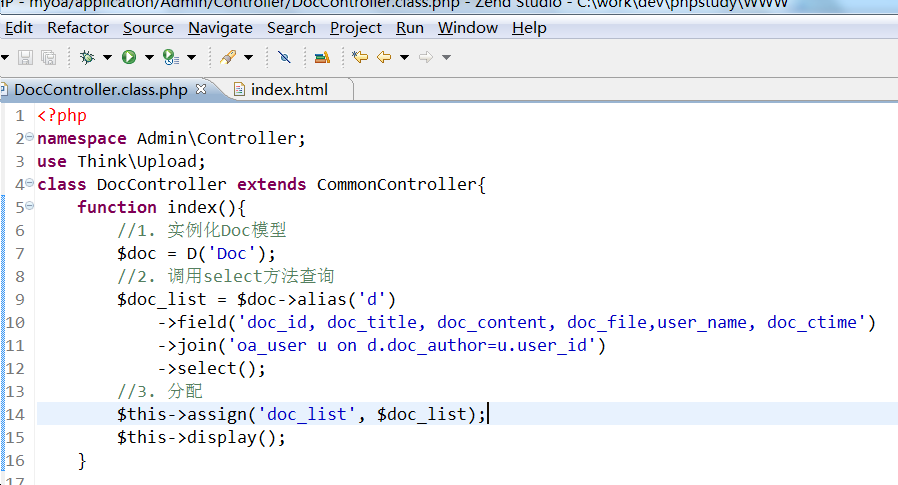 HP - myoa/application/Admin/Controller/DocController.class.php - Zend Studio - C:\work\dev\phpstudy\WWW
Edit Refactor Source Navigate Search Project Run Window Help
DocController.class.php index.html
1 <?php
2 namespace Admin\Controller;
3 use Think\Upload;
4 class DocController extends CommonController{
5 function index(){
6 //1. 实例化Doc模型
7 $doc = D('Doc');
8 //2. 调用select方法查询
9 $doc_list = $doc->alias('d')
10 ->field('doc_id, doc_title, doc_content, doc_file,user_name, doc_ctime')
11 ->join('oa_user u on d.doc_author=u.user_id')
12 ->select();
13 //3. 分配
14 $this->assign('doc_list', $doc_list);
15 $this->display();
16 }
17